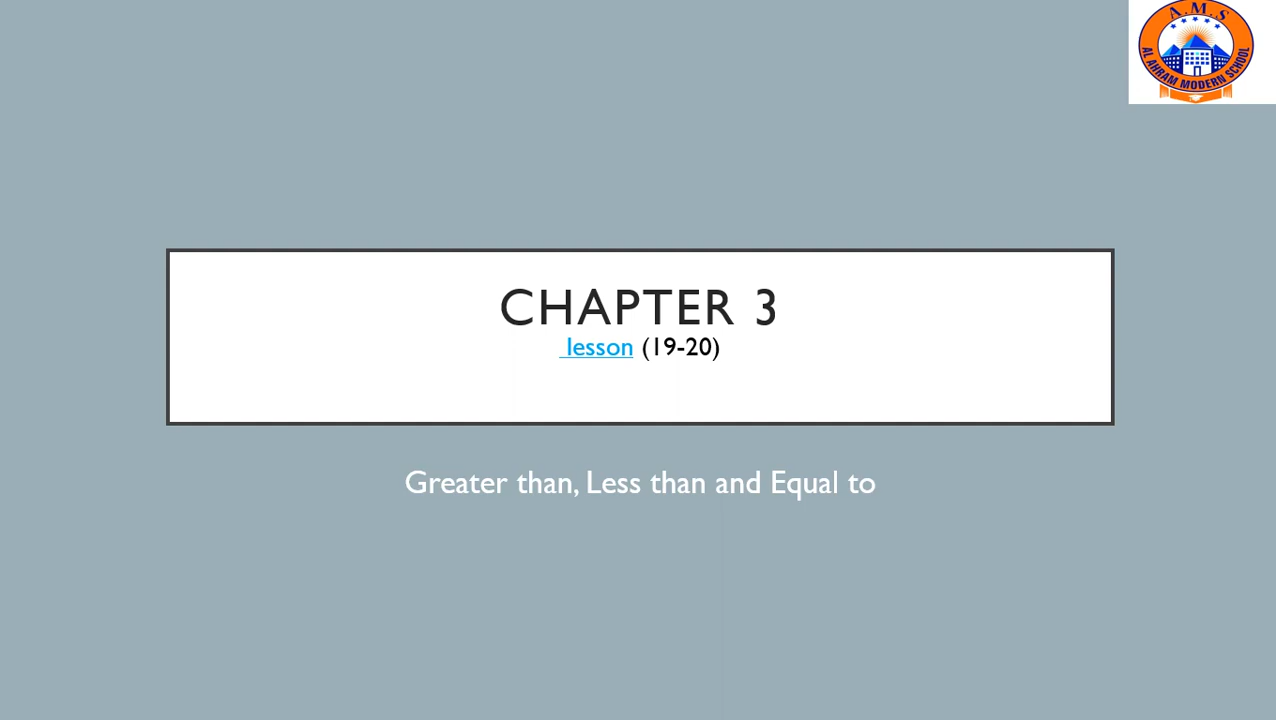 A.M.S
AL AHRAM MODERN SCHOOL
CHAPTER 3
lesson (19-20)
Greater than, Less than and Equal to